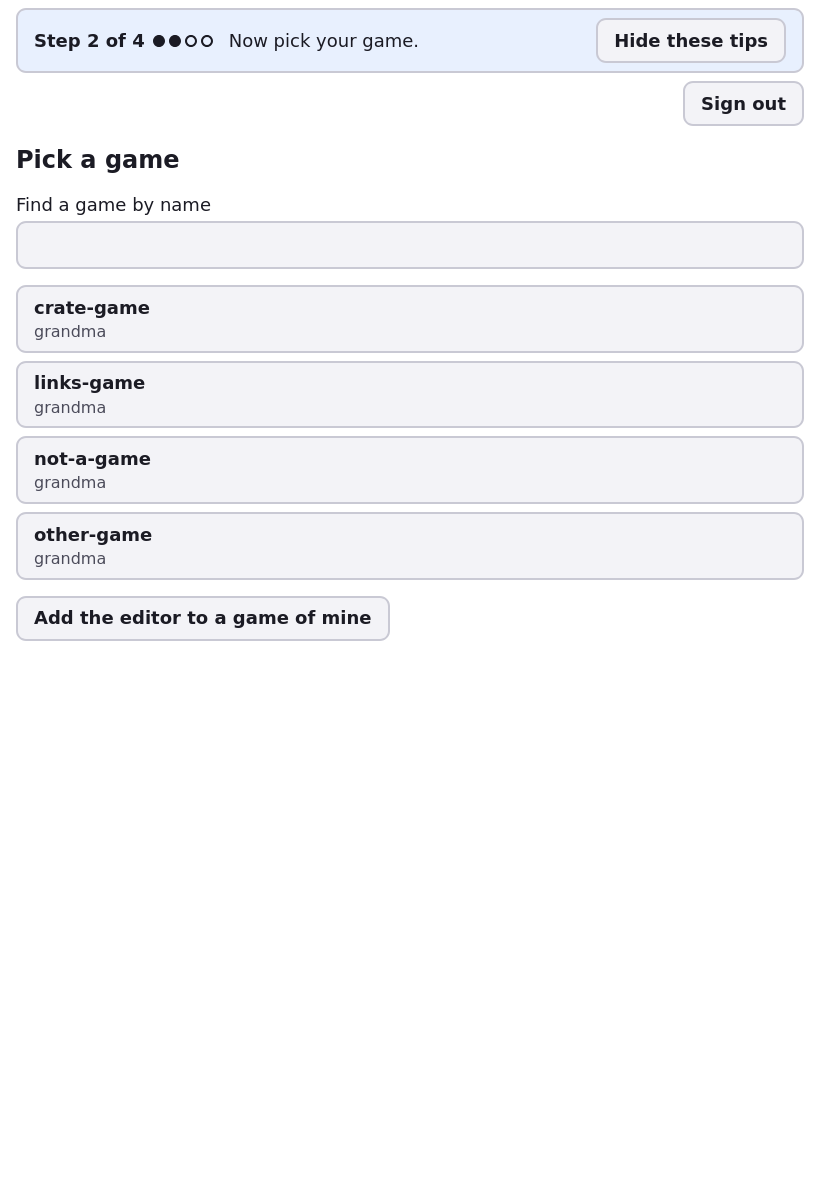 Step 2 of 4 Now pick your game. Hide these tips
Sign out
Pick a game
Find a game by name
crate-game
grandma
links-game
grandma
not-a-game
grandma
other-game
grandma
Add the editor to a game of mine